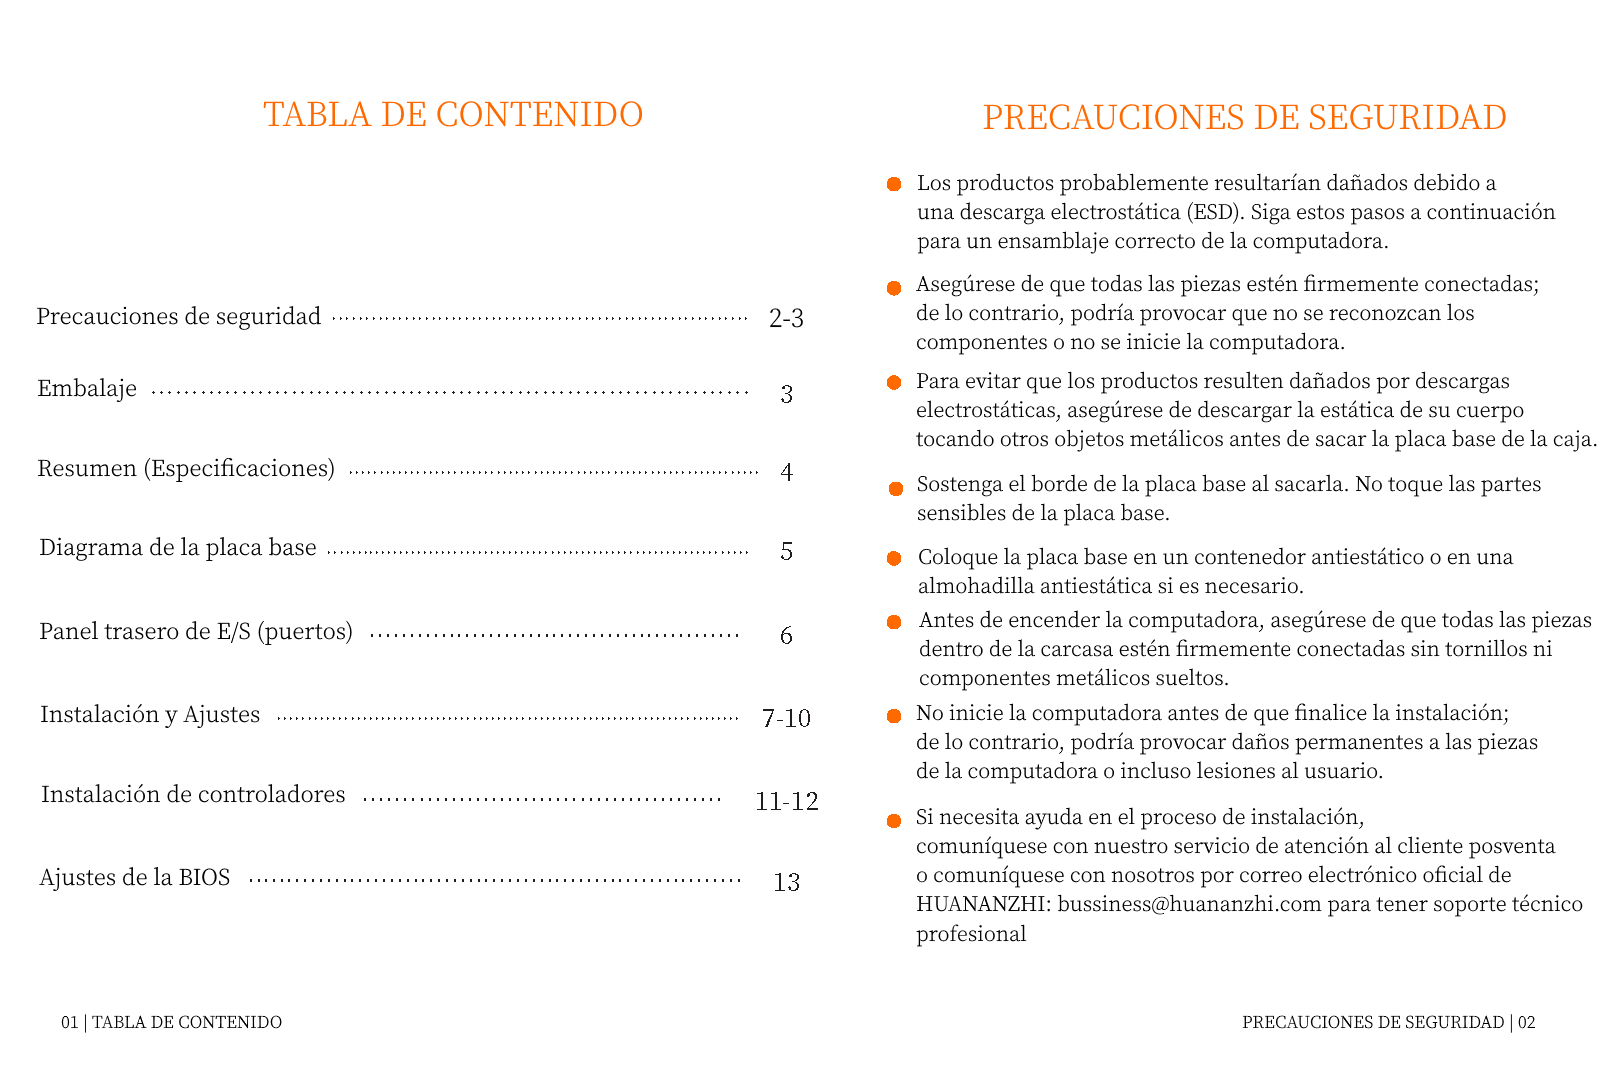 TABLA DE CONTENIDO
Precauciones de seguridad 2-3
Embalaje 3
Resumen (Especificaciones) 4
Diagrama de la placa base 5
Panel trasero de E/S (puertos) 6
Instalación y Ajustes 7-10
Instalación de controladores 11-12
Ajustes de la BIOS 13
01 | TABLA DE CONTENIDO
PRECAUCIONES DE SEGURIDAD
Los productos probablemente resultarían dañados debido a
una descarga electrostática (ESD). Siga estos pasos a continuación
para un ensamblaje correcto de la computadora.
Asegúrese de que todas las piezas estén firmemente conectadas;
de lo contrario, podría provocar que no se reconozcan los
componentes o no se inicie la computadora.
Para evitar que los productos resulten dañados por descargas
electrostáticas, asegúrese de descargar la estática de su cuerpo
tocando otros objetos metálicos antes de sacar la placa base de la caja.
Sostenga el borde de la placa base al sacarla. No toque las partes
sensibles de la placa base.
Coloque la placa base en un contenedor antiestático o en una
almohadilla antiestática si es necesario.
Antes de encender la computadora, asegúrese de que todas las piezas
dentro de la carcasa estén firmemente conectadas sin tornillos ni
componentes metálicos sueltos.
No inicie la computadora antes de que finalice la instalación;
de lo contrario, podría provocar daños permanentes a las piezas
de la computadora o incluso lesiones al usuario.
Si necesita ayuda en el proceso de instalación,
comuníquese con nuestro servicio de atención al cliente posventa
o comuníquese con nosotros por correo electrónico oficial de
HUANANZHI: bussiness@huananzhi.com para tener soporte técnico
profesional
PRECAUCIONES DE SEGURIDAD | 02